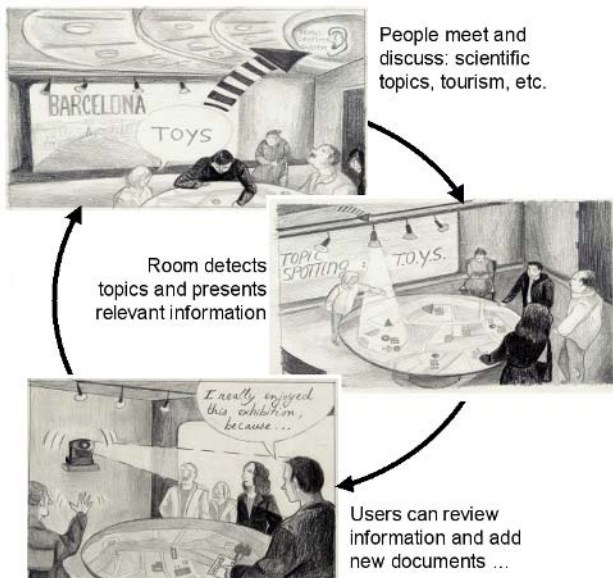 People meet and
discuss: scientific
topics, tourism, etc.
BARCELONA
TOYS
Room detects
topics and presents
relevant information
TOPIC
SPOTTING : T.O.Y.S.
I really enjoyed
this exhibition,
because...
Users can review
information and add
new documents ...